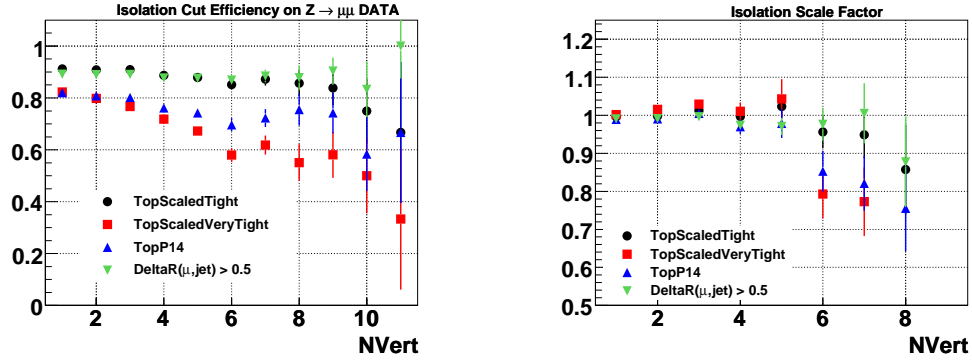 Isolation Cut Efficiency on Z → μμ DATA
1
0.8
0.6
0.4
0.2
0
TopScaledTight
TopScaledVeryTight
TopP14
DeltaR(μ,jet) > 0.5
2 4 6 8 10
NVert
Isolation Scale Factor
1.2
1.1
1
0.9
0.8
0.7
0.6
0.5
TopScaledTight
TopScaledVeryTight
TopP14
DeltaR(μ,jet) > 0.5
2 4 6 8
NVert